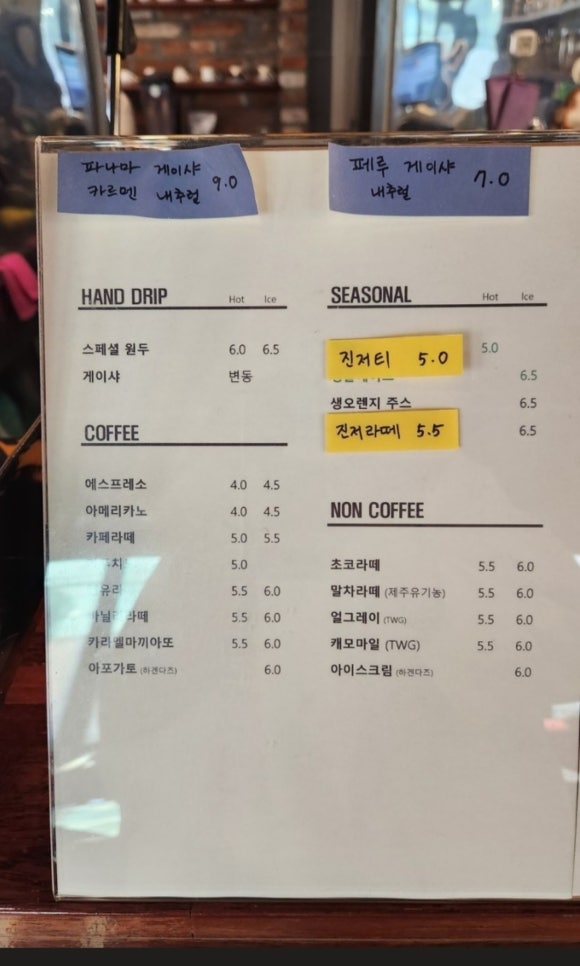 파나마 게이샤
카르멘 내추럴 9.0
페루 게이샤
내추럴 7.0
HAND DRIP Hot Ice
스페셜 원두 6.0 6.5
게이샤 변동
COFFEE
에스프레소 4.0 4.5
아메리카노 4.0 4.5
카페라떼 5.0 5.5
5.0
5.5 6.0
5.5 6.0
카라멜마끼아또 5.5 6.0
아포가토 (하겐다즈) 6.0
SEASONAL Hot Ice
진저티 5.0 5.0
6.5
생오렌지 주스 6.5
진저라떼 5.5 6.5
NON COFFEE
초코라떼 5.5 6.0
말차라떼 (제주유기농) 5.5 6.0
얼그레이 (TWG) 5.5 6.0
캐모마일 (TWG) 5.5 6.0
아이스크림 (하겐다즈) 6.0